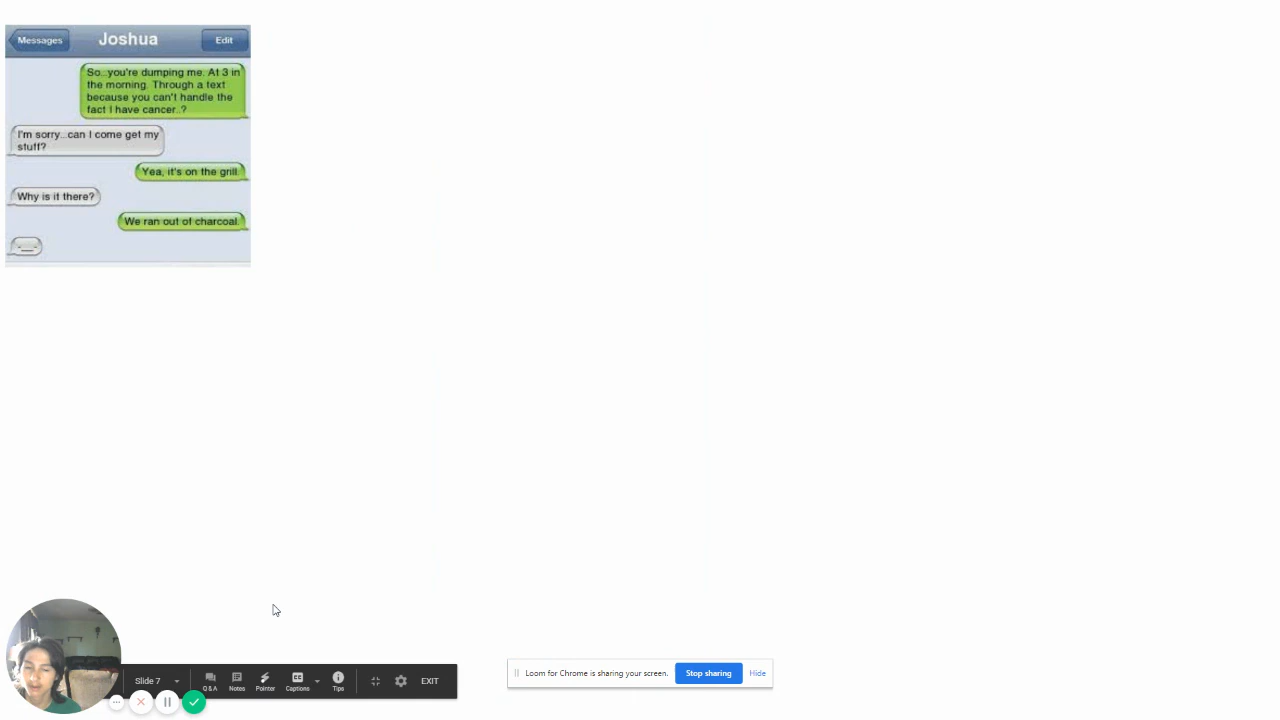 Messages
Joshua
Edit
So...you're dumping me. At 3 in
the morning. Through a text
because you can't handle the
fact I have cancer..?
I'm sorry...can I come get my
stuff?
Yea, it's on the grill.
Why is it there?
We ran out of charcoal.
Slide 7
Q & A
Notes
Pointer
CC
Captions
Tips
EXIT
Loom for Chrome is sharing your screen.
Stop sharing
Hide